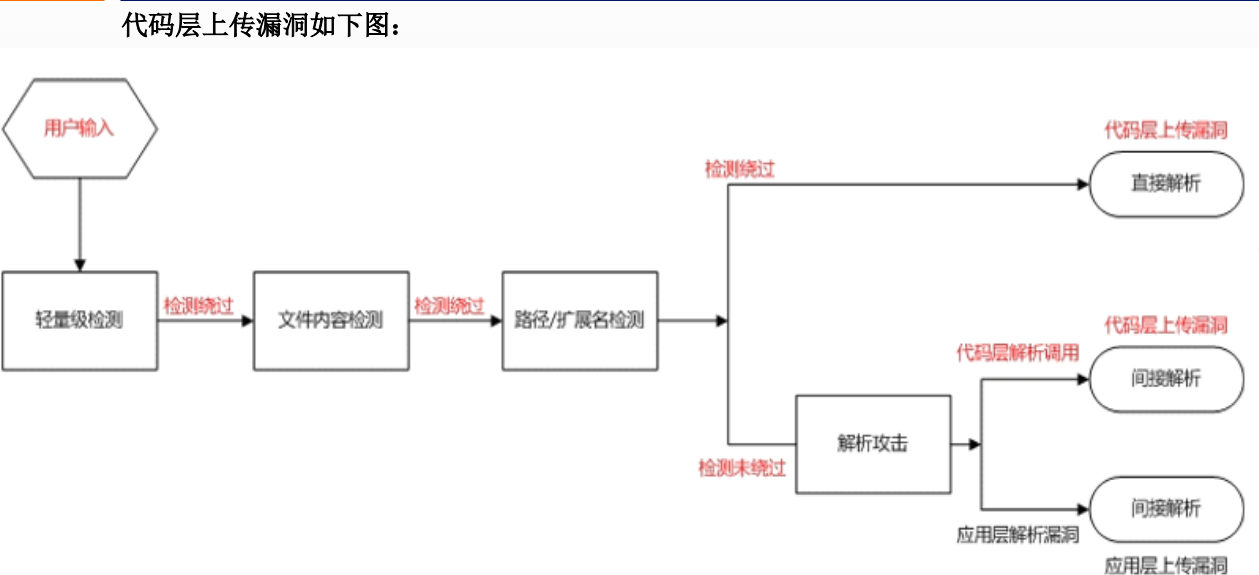 代码层上传漏洞如下图：
用户输入
代码层上传漏洞
检测绕过
直接解析
轻量级检测
检测绕过
文件内容检测
检测绕过
路径/扩展名检测
代码层上传漏洞
代码层解析调用
间接解析
解析攻击
检测未绕过
间接解析
应用层解析漏洞
应用层上传漏洞